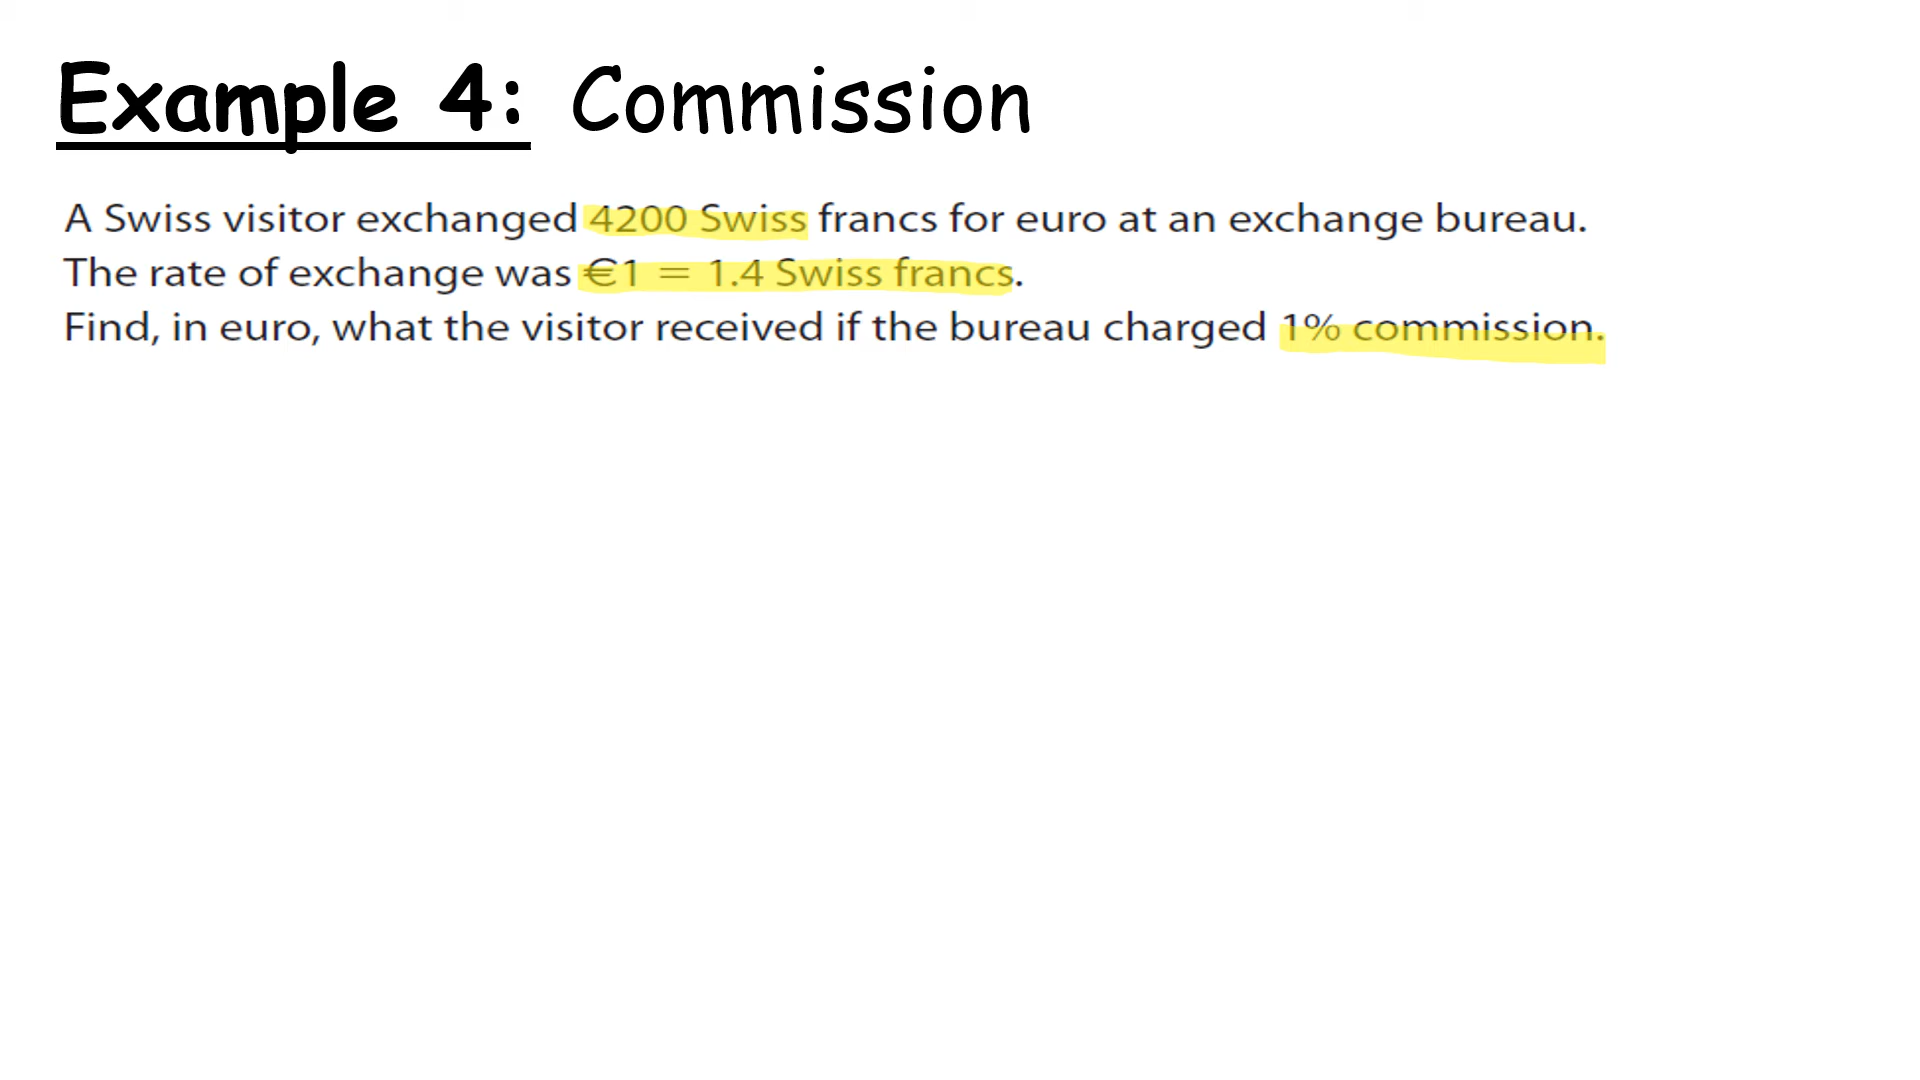 Example 4: Commission
A Swiss visitor exchanged 4200 Swiss francs for euro at an exchange bureau.
The rate of exchange was €1 = 1.4 Swiss francs.
Find, in euro, what the visitor received if the bureau charged 1% commission.